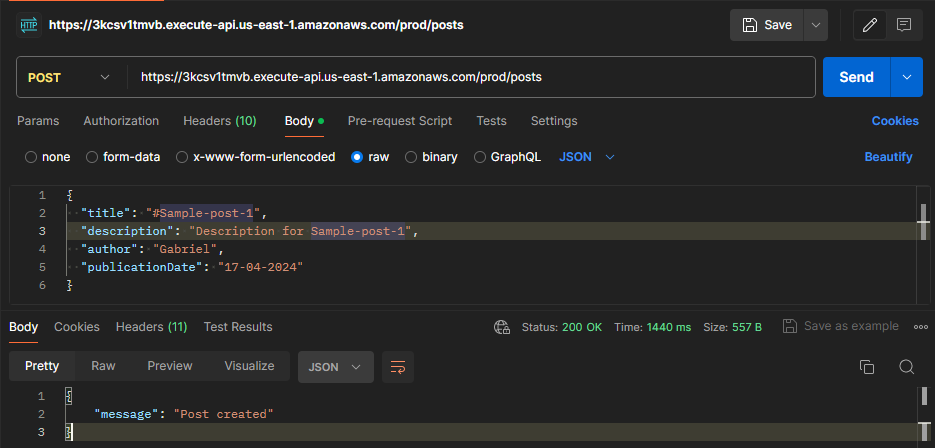 HTTP https://3kcsv1tmvb.execute-api.us-east-1.amazonaws.com/prod/posts Save
POST https://3kcsv1tmvb.execute-api.us-east-1.amazonaws.com/prod/posts Send
Params Authorization Headers (10) Body Pre-request Script Tests Settings Cookies
none form-data x-www-form-urlencoded raw binary GraphQL JSON Beautify
1 {
2 "title": "#Sample-post-1",
3 "description": "Description for Sample-post-1",
4 "author": "Gabriel",
5 "publicationDate": "17-04-2024"
6 }
Body Cookies Headers (11) Test Results Status: 200 OK Time: 1440 ms Size: 557 B Save as example
Pretty Raw Preview Visualize JSON
1 {
2 "message": "Post created"
3 }